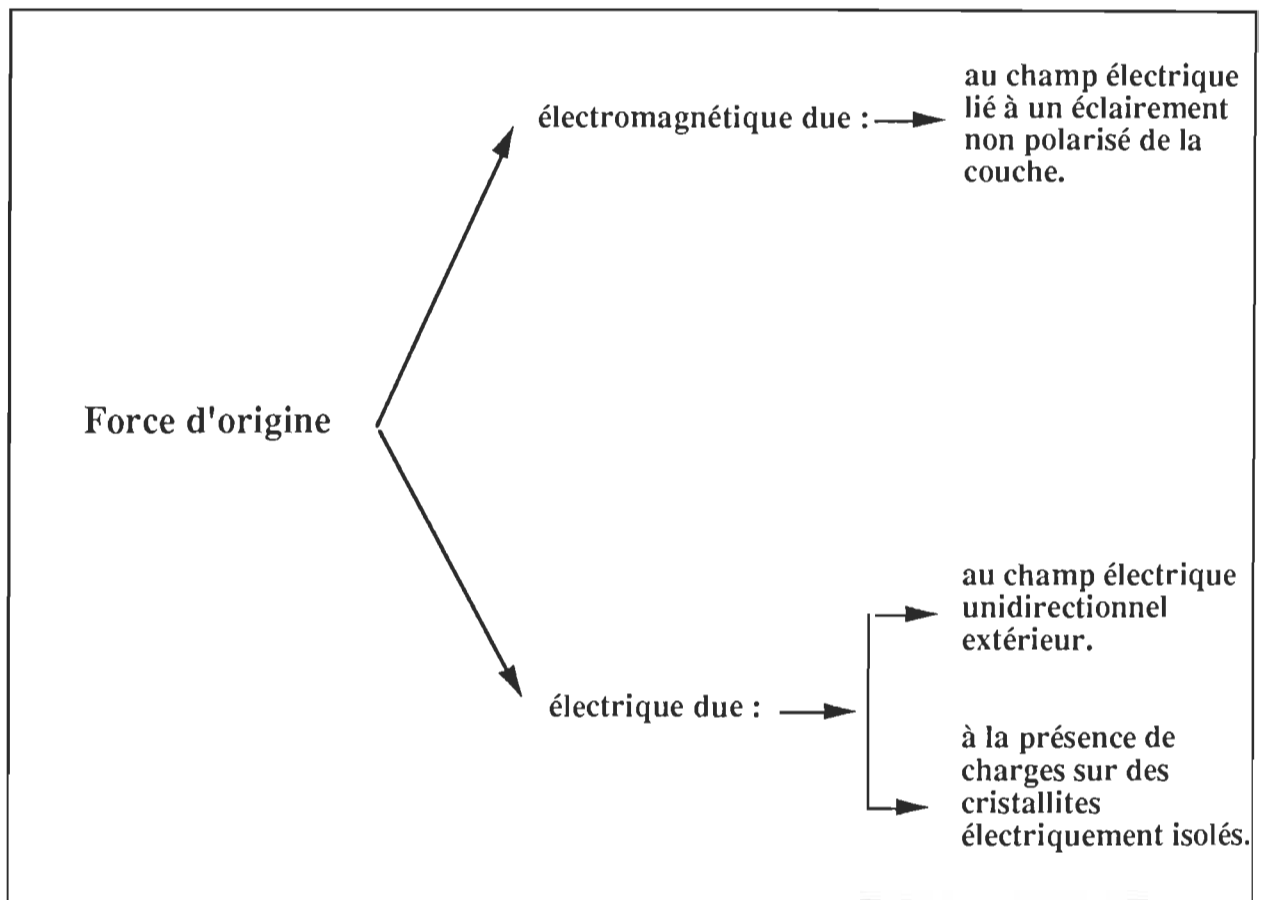 au champ électrique
lié à un éclairement
non polarisé de la
couche.
électromagnétique due :
Force d'origine
au champ électrique
unidirectionnel
extérieur.
électrique due :
à la présence de
charges sur des
cristallites
électriquement isolés.